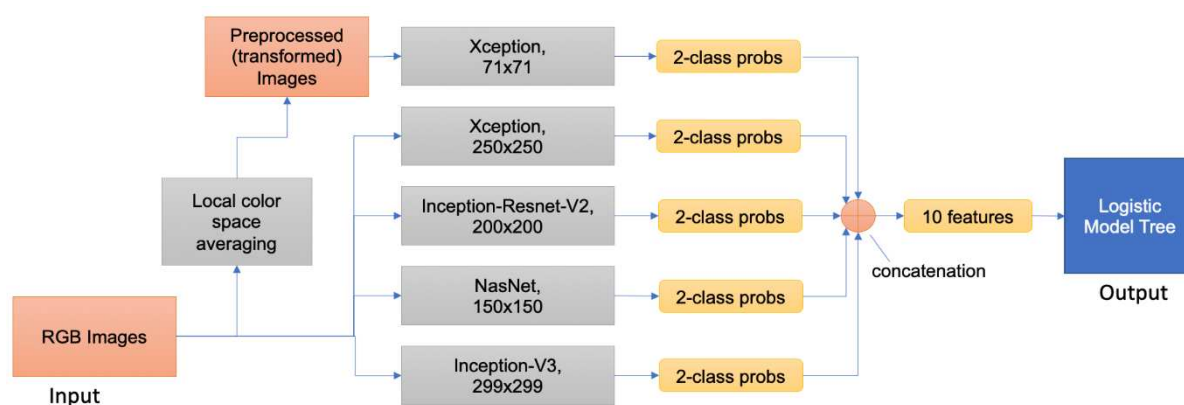 Preprocessed
(transformed)
Images
Xception,
71x71
2-class probs
Xception,
250x250
2-class probs
Local color
space
averaging
Inception-Resnet-V2,
200x200
2-class probs
10 features
Logistic
Model Tree
concatenation
NasNet,
150x150
2-class probs
Output
RGB Images
Inception-V3,
299x299
2-class probs
Input